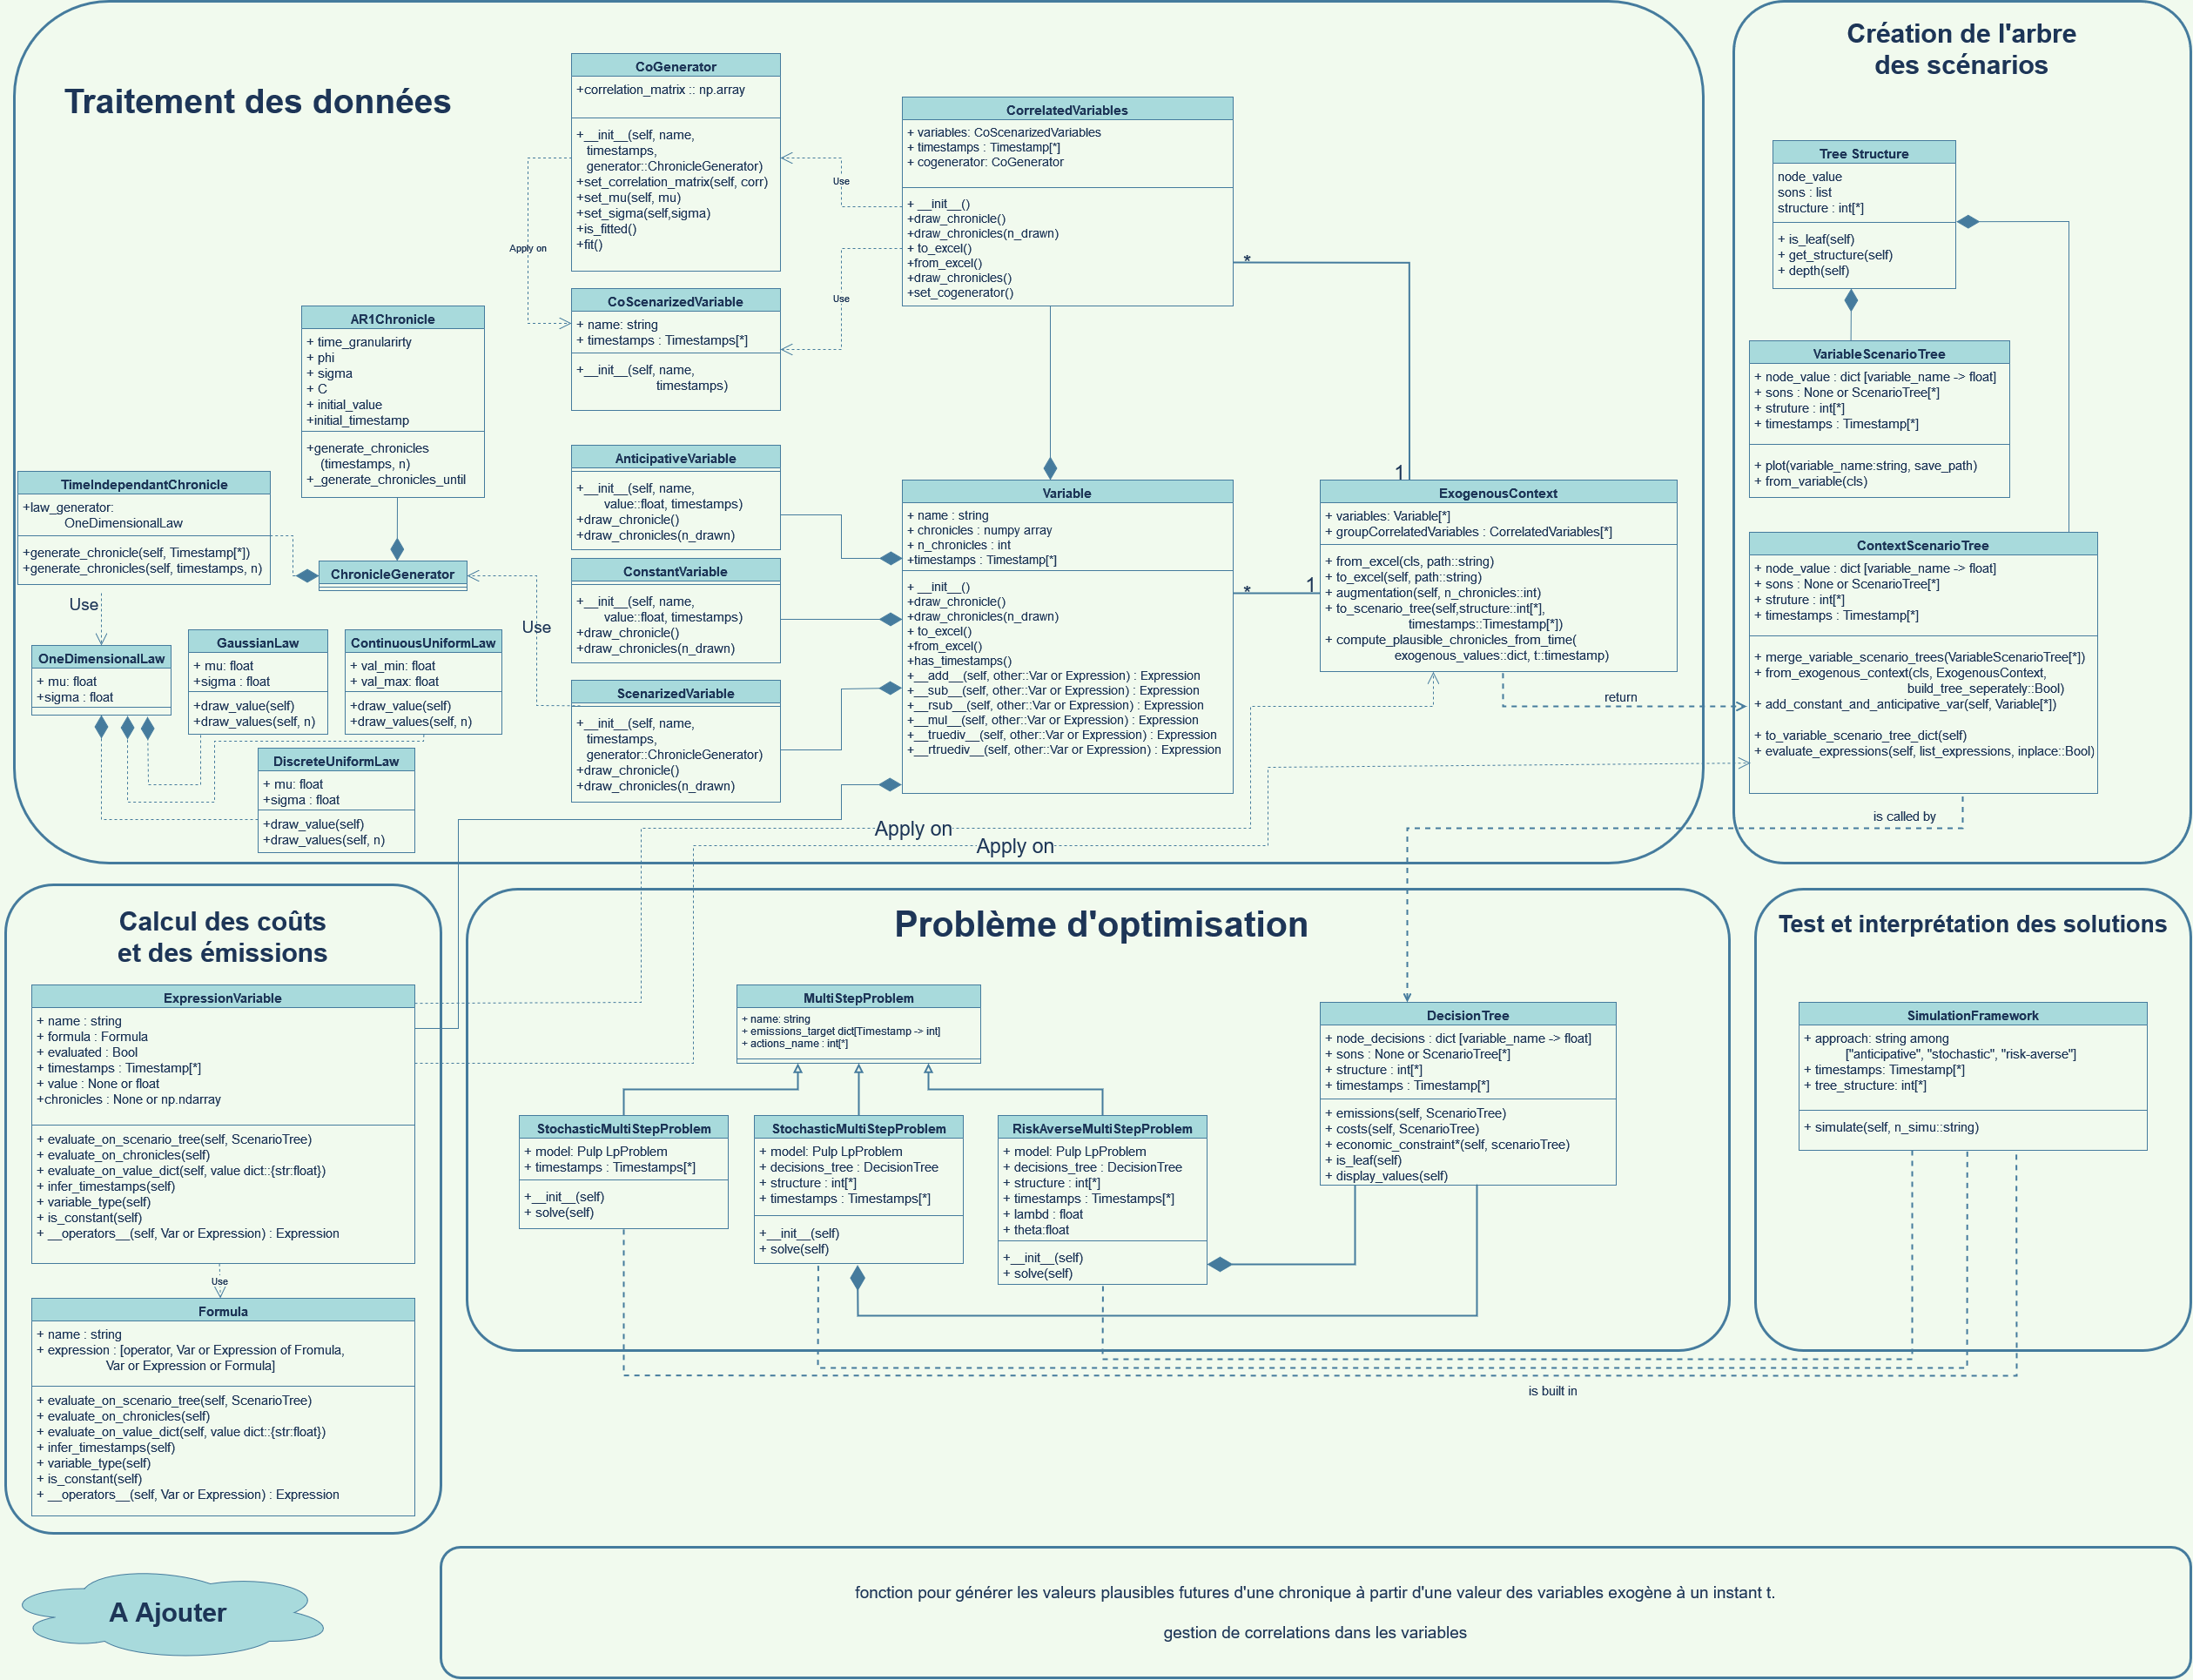 Traitement des données
CoGenerator
+correlation_matrix :: np.array
+__init__(self, name,
timestamps,
generator::ChronicleGenerator)
+set_correlation_matrix(self, corr)
+set_mu(self, mu)
+set_sigma(self,sigma)
+is_fitted()
+fit()
Apply on
CoScenarizedVariable
+ name: string
+ timestamps : Timestamps[*]
+__init__(self, name,
timestamps)
Use
Use
CorrelatedVariables
+ variables: CoScenarizedVariables
+ timestamps : Timestamp[*]
+ cogenerator: CoGenerator
+ __init__()
+draw_chronicle()
+draw_chronicles(n_drawn)
+ to_excel()
+from_excel()
+draw_chronicles()
+set_cogenerator()
*
1
AR1Chronicle
+ time_granularirty
+ phi
+ sigma
+ C
+ initial_value
+initial_timestamp
+generate_chronicles
(timestamps, n)
+_generate_chronicles_until
TimeIndependantChronicle
+law_generator:
OneDimensionalLaw
+generate_chronicle(self, Timestamp[*])
+generate_chronicles(self, timestamps, n)
ChronicleGenerator
Use
Use
OneDimensionalLaw
+ mu: float
+sigma : float
GaussianLaw
+ mu: float
+sigma : float
+draw_value(self)
+draw_values(self, n)
ContinuousUniformLaw
+ val_min: float
+ val_max: float
+draw_value(self)
+draw_values(self, n)
DiscreteUniformLaw
+ mu: float
+sigma : float
+draw_value(self)
+draw_values(self, n)
AnticipativeVariable
+__init__(self, name,
value::float, timestamps)
+draw_chronicle()
+draw_chronicles(n_drawn)
ConstantVariable
+__init__(self, name,
value::float, timestamps)
+draw_chronicle()
+draw_chronicles(n_drawn)
ScenarizedVariable
+__init__(self, name,
timestamps,
generator::ChronicleGenerator)
+draw_chronicle()
+draw_chronicles(n_drawn)
Variable
+ name : string
+ chronicles : numpy array
+ n_chronicles : int
+timestamps : Timestamp[*]
+ __init__()
+draw_chronicle()
+draw_chronicles(n_drawn)
+ to_excel()
+from_excel()
+has_timestamps()
+__add__(self, other::Var or Expression) : Expression
+__sub__(self, other::Var or Expression) : Expression
+__rsub__(self, other::Var or Expression) : Expression
+__mul__(self, other::Var or Expression) : Expression
+__truediv__(self, other::Var or Expression) : Expression
+__rtruediv__(self, other::Var or Expression) : Expression
*
1
ExogenousContext
+ variables: Variable[*]
+ groupCorrelatedVariables : CorrelatedVariables[*]
+ from_excel(cls, path::string)
+ to_excel(self, path::string)
+ augmentation(self, n_chronicles::int)
+ to_scenario_tree(self,structure::int[*],
timestamps::Timestamp[*])
+ compute_plausible_chronicles_from_time(
exogenous_values::dict, t::timestamp)
return
Apply on
Apply on
Création de l'arbre
des scénarios
Tree Structure
node_value
sons : list
structure : int[*]
+ is_leaf(self)
+ get_structure(self)
+ depth(self)
VariableScenarioTree
+ node_value : dict [variable_name -> float]
+ sons : None or ScenarioTree[*]
+ struture : int[*]
+ timestamps : Timestamp[*]
+ plot(variable_name:string, save_path)
+ from_variable(cls)
ContextScenarioTree
+ node_value : dict [variable_name -> float]
+ sons : None or ScenarioTree[*]
+ struture : int[*]
+ timestamps : Timestamp[*]
+ merge_variable_scenario_trees(VariableScenarioTree[*])
+ from_exogenous_context(cls, ExogenousContext,
build_tree_seperately::Bool)
+ add_constant_and_anticipative_var(self, Variable[*])
+ to_variable_scenario_tree_dict(self)
+ evaluate_expressions(self, list_expressions, inplace::Bool)
is called by
Calcul des coûts
et des émissions
ExpressionVariable
+ name : string
+ formula : Formula
+ evaluated : Bool
+ timestamps : Timestamp[*]
+ value : None or float
+chronicles : None or np.ndarray
+ evaluate_on_scenario_tree(self, ScenarioTree)
+ evaluate_on_chronicles(self)
+ evaluate_on_value_dict(self, value dict::{str:float})
+ infer_timestamps(self)
+ variable_type(self)
+ is_constant(self)
+ __operators__(self, Var or Expression) : Expression
Use
Formula
+ name : string
+ expression : [operator, Var or Expression of Fromula,
Var or Expression or Formula]
+ evaluate_on_scenario_tree(self, ScenarioTree)
+ evaluate_on_chronicles(self)
+ evaluate_on_value_dict(self, value dict::{str:float})
+ infer_timestamps(self)
+ variable_type(self)
+ is_constant(self)
+ __operators__(self, Var or Expression) : Expression
Problème d'optimisation
MultiStepProblem
+ name: string
+ emissions_target dict[Timestamp -> int]
+ actions_name : int[*]
StochasticMultiStepProblem
+ model: Pulp LpProblem
+ timestamps : Timestamps[*]
+__init__(self)
+ solve(self)
StochasticMultiStepProblem
+ model: Pulp LpProblem
+ decisions_tree : DecisionTree
+ structure : int[*]
+ timestamps : Timestamps[*]
+__init__(self)
+ solve(self)
RiskAverseMultiStepProblem
+ model: Pulp LpProblem
+ decisions_tree : DecisionTree
+ structure : int[*]
+ timestamps : Timestamps[*]
+ lambd : float
+ theta:float
+__init__(self)
+ solve(self)
DecisionTree
+ node_decisions : dict [variable_name -> float]
+ sons : None or ScenarioTree[*]
+ structure : int[*]
+ timestamps : Timestamp[*]
+ emissions(self, ScenarioTree)
+ costs(self, ScenarioTree)
+ economic_constraint*(self, scenarioTree)
+ is_leaf(self)
+ display_values(self)
Test et interprétation des solutions
SimulationFramework
+ approach: string among
["anticipative", "stochastic", "risk-averse"]
+ timestamps: Timestamp[*]
+ tree_structure: int[*]
+ simulate(self, n_simu::string)
is built in
A Ajouter
fonction pour générer les valeurs plausibles futures d'une chronique à partir d'une valeur des variables exogène à un instant t.
gestion de correlations dans les variables